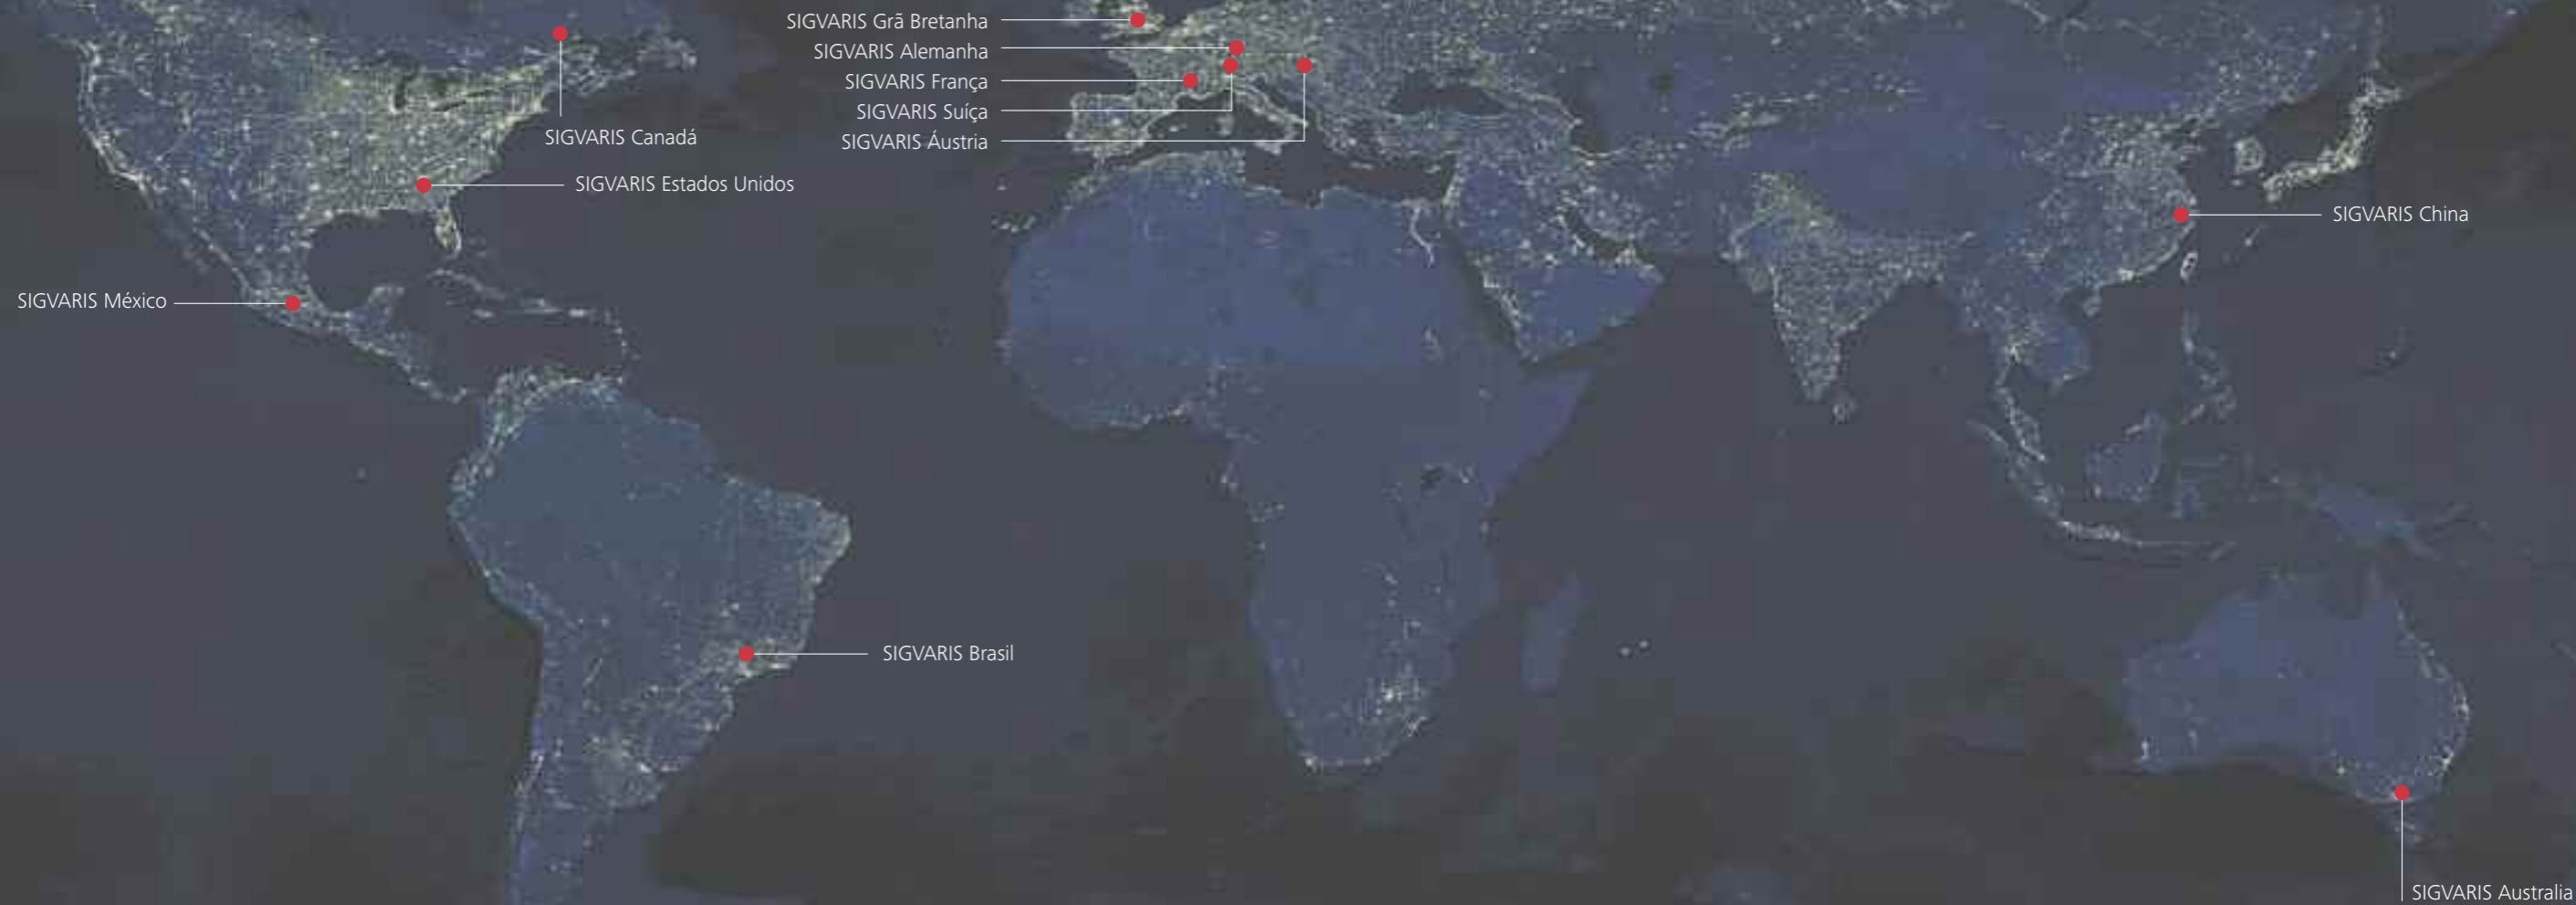 SIGVARIS Grã Bretanha
SIGVARIS Alemanha
SIGVARIS França
SIGVARIS Suíça
SIGVARIS Áustria
SIGVARIS Canadá
SIGVARIS Estados Unidos
SIGVARIS China
SIGVARIS México
SIGVARIS Brasil
SIGVARIS Australia